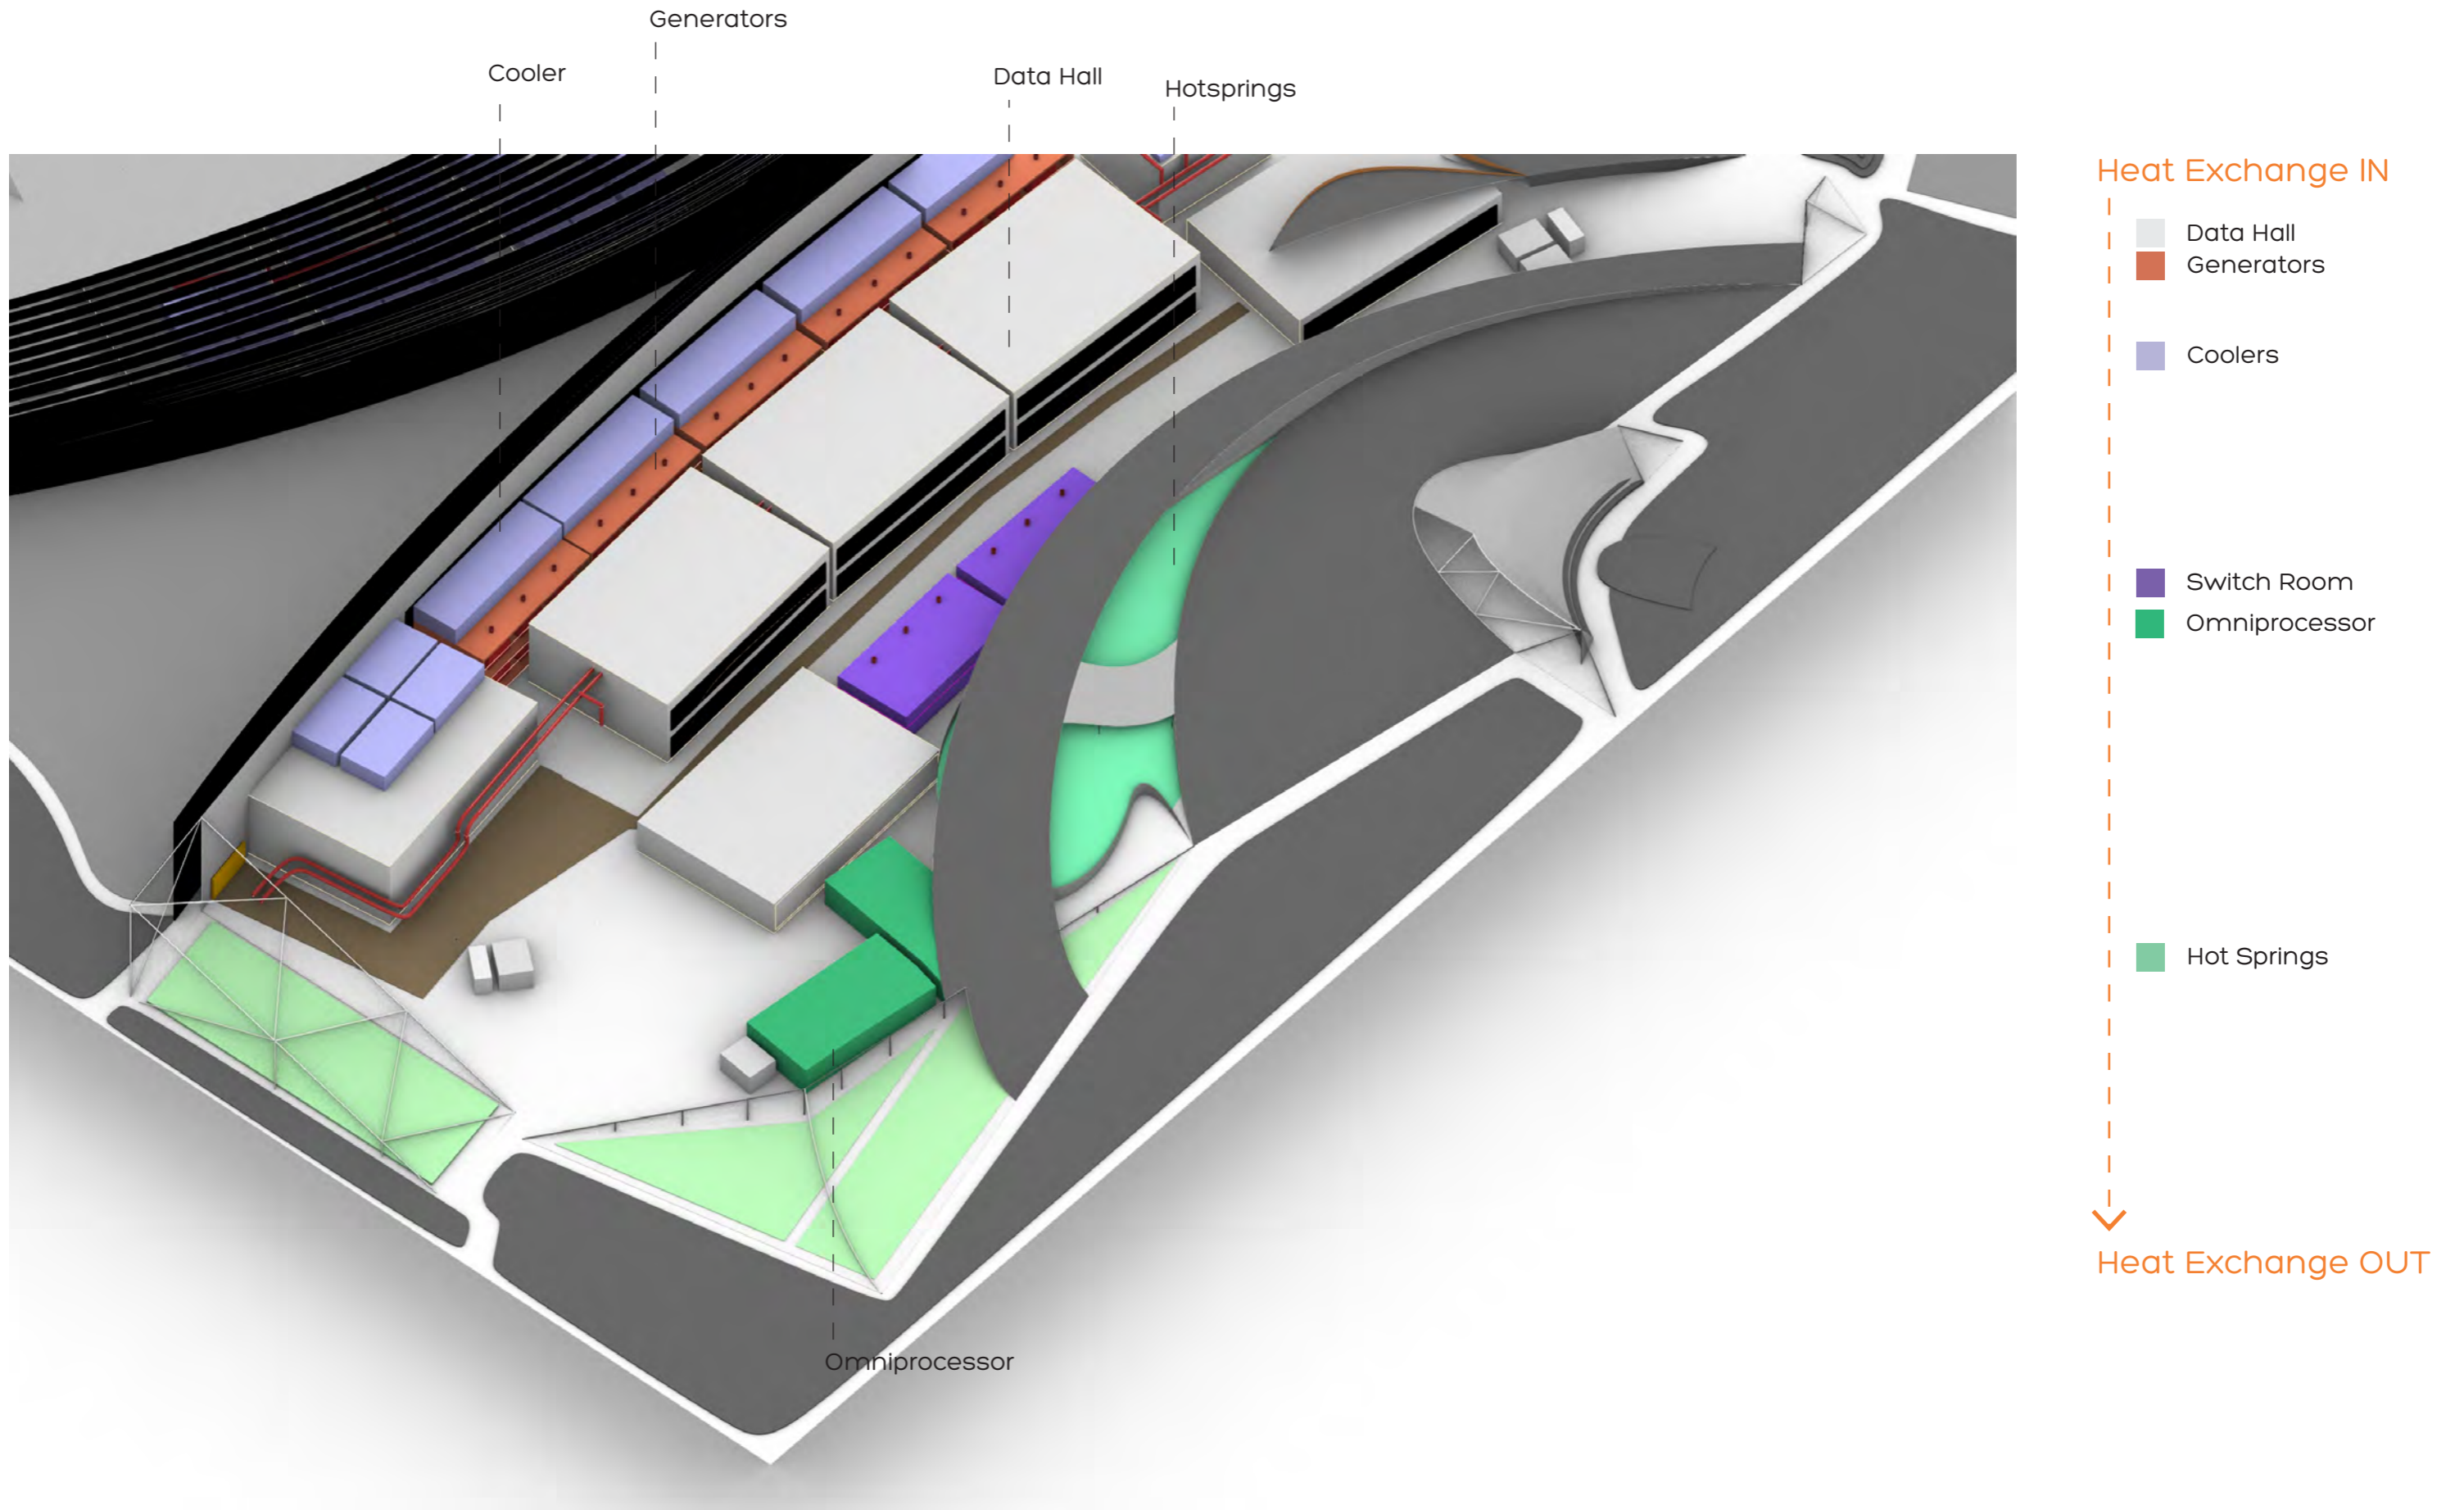 Generators
Cooler
Data Hall
Hotsprings
Heat Exchange IN
Data Hall
Generators
Coolers
Switch Room
Omniprocessor
Hot Springs
Heat Exchange OUT
Omniprocessor